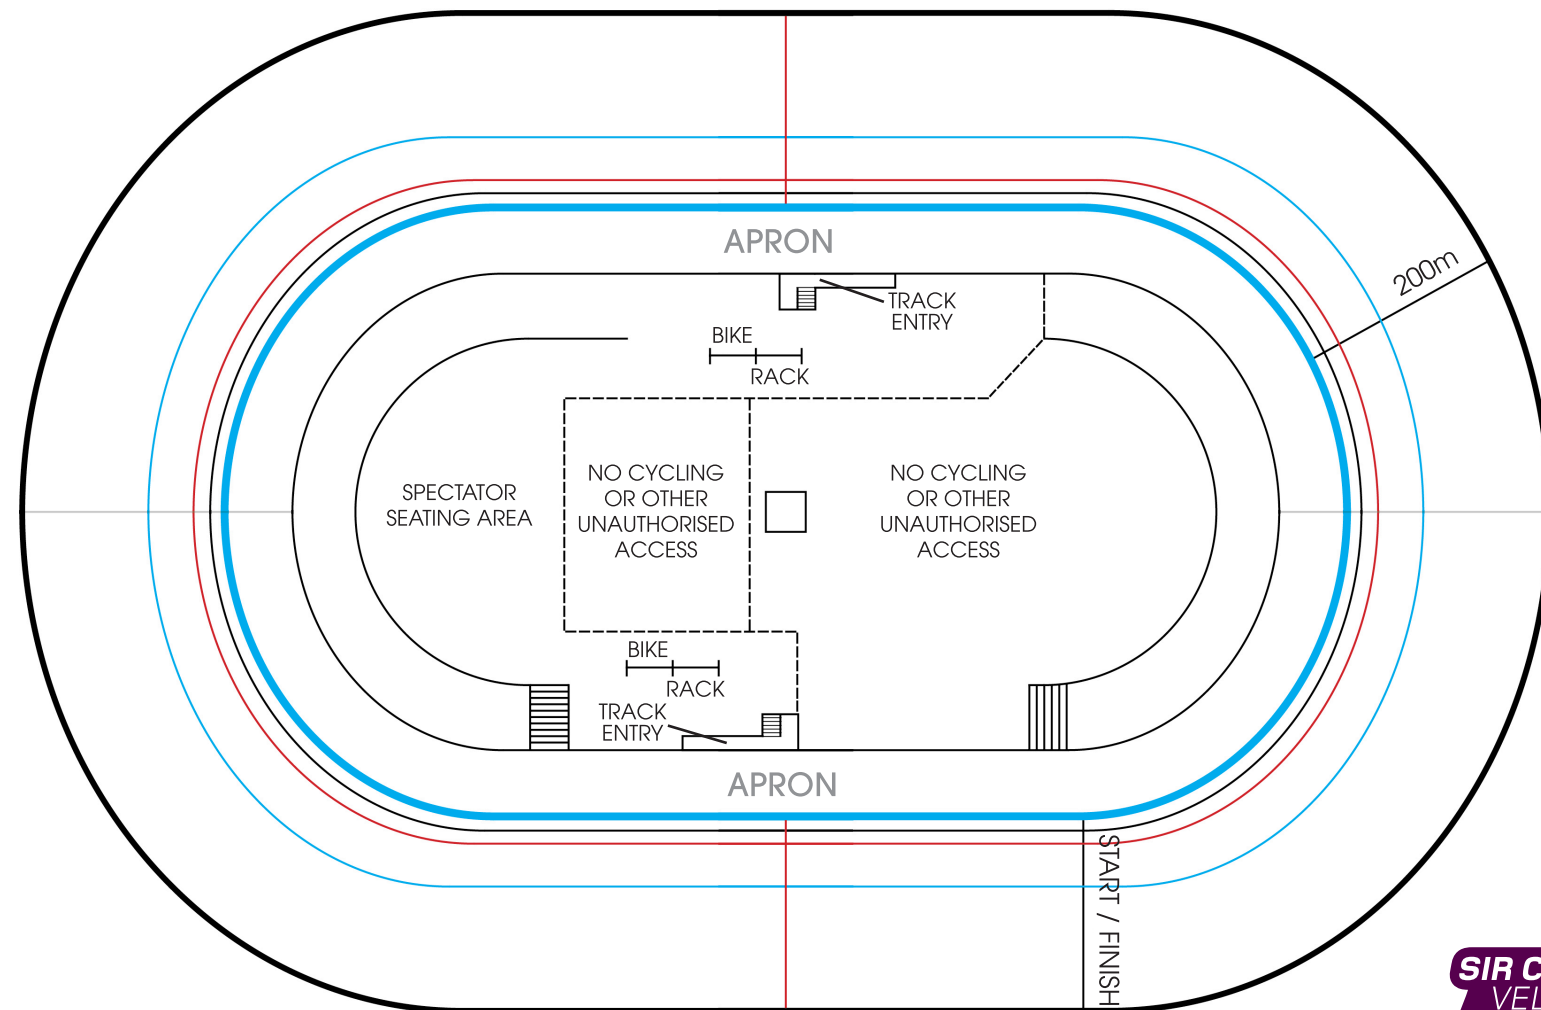 APRON
TRACK
ENTRY
BIKE
RACK
200m
SPECTATOR
SEATING AREA
NO CYCLING
OR OTHER
UNAUTHORISED
ACCESS
NO CYCLING
OR OTHER
UNAUTHORISED
ACCESS
BIKE
RACK
TRACK
ENTRY
APRON
START / FINISH
SIR C
VEL